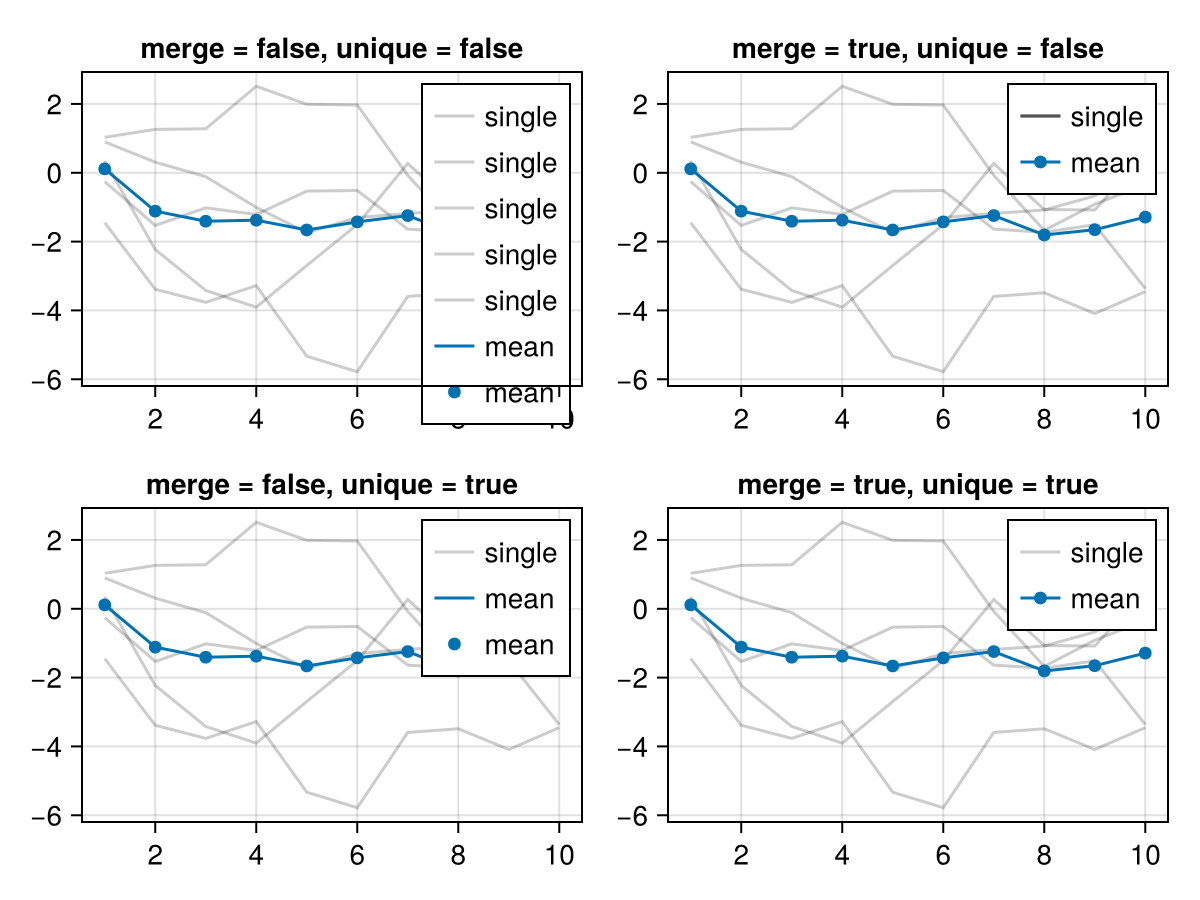 merge = false, unique = false
2
0
−2
−4
−6
2
4
6
8
10
single
single
single
single
single
mean
mean
merge = true, unique = false
2
0
−2
−4
−6
2
4
6
8
10
single
mean
merge = false, unique = true
2
0
−2
−4
−6
2
4
6
8
10
single
mean
mean
merge = true, unique = true
2
0
−2
−4
−6
2
4
6
8
10
single
mean